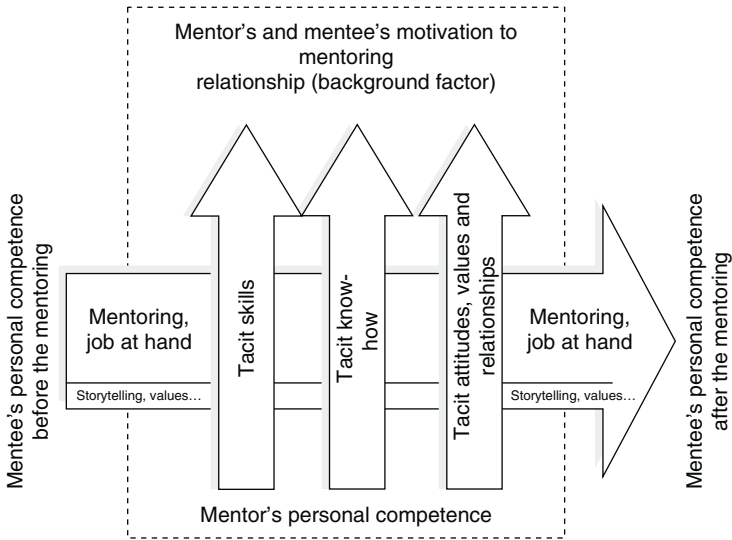 Mentor’s and mentee’s motivation to
mentoring
relationship (background factor)
Mentee’s personal competence
before the mentoring
Mentoring,
job at hand
Storytelling, values…
Tacit skills
Tacit know-
how
Tacit attitudes, values and
relationships
Mentoring,
job at hand
Storytelling, values…
Mentee’s personal competence
after the mentoring
Mentor’s personal competence